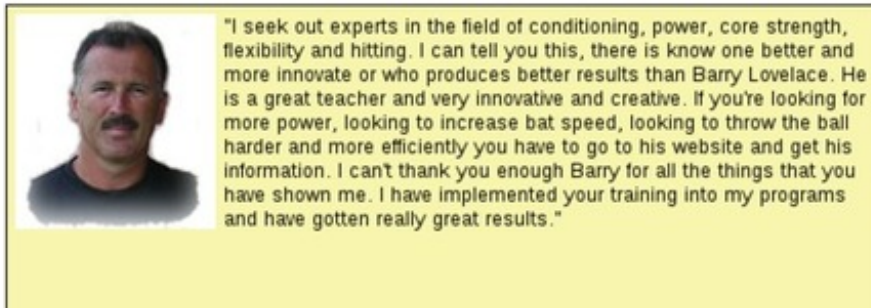 "I seek out experts in the field of conditioning, power, core strength,
flexibility and hitting. I can tell you this, there is know one better and
more innovate or who produces better results than Barry Lovelace. He
is a great teacher and very innovative and creative. If you're looking for
more power, looking to increase bat speed, looking to throw the ball
harder and more efficiently you have to go to his website and get his
information. I can't thank you enough Barry for all the things that you
have shown me. I have implemented your training into my programs
and have gotten really great results."